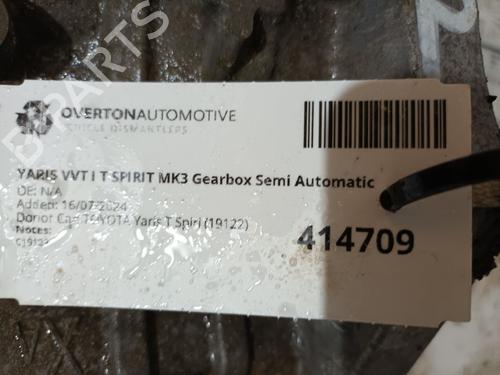 B-PARTS
OVERTONAUTOMOTIVE
VEHICLE DISMANTLERS
YARIS VVT I T SPIRIT MK3 Gearbox Semi Automatic
OE: N/A
Added: 16/07/2024
Donor Car: TOYOTA Yaris T Spiri (19122)
Notes:
414709